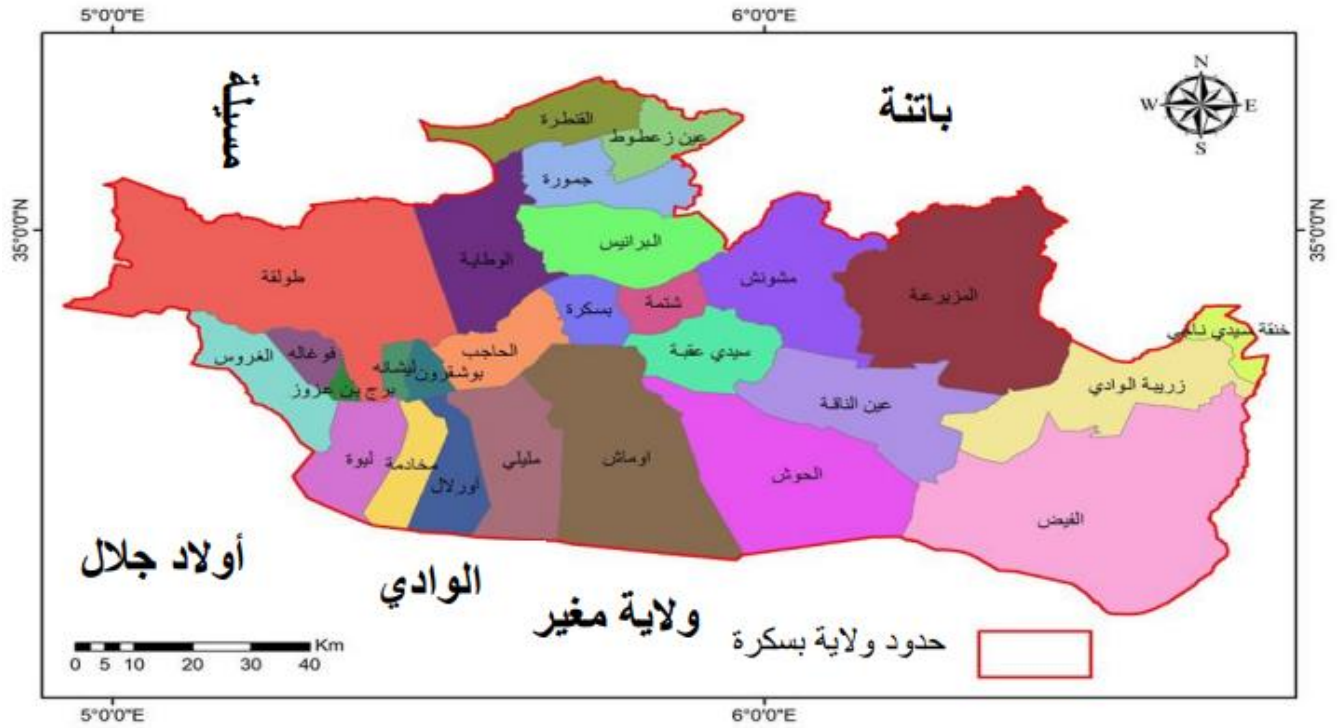 5°0'0"E 6°0'0"E
مسيلة
باتنة
N
W E
S
القنطرة
عين زعطوط
جمورة
35°0'0"N
35°0'0"N
البرانيس
الوطاية
طولقة
مشونش
المزيرعة
بسكرة
شتمة
خنقة سيدي ناجي
الغروس
فوغاله
ليشانه
بوشقرون
الحاجب
سيدي عقبة
زريبة الوادي
برج بن عزوز
عين الناقة
ليوة
مخادمة
أورلال
مليلي
اوماش
الحوش
الفيض
أولاد جلال
الوادي
ولاية مغير
حدود ولاية بسكرة
Km
0 5 10 20 30 40
5°0'0"E 6°0'0"E